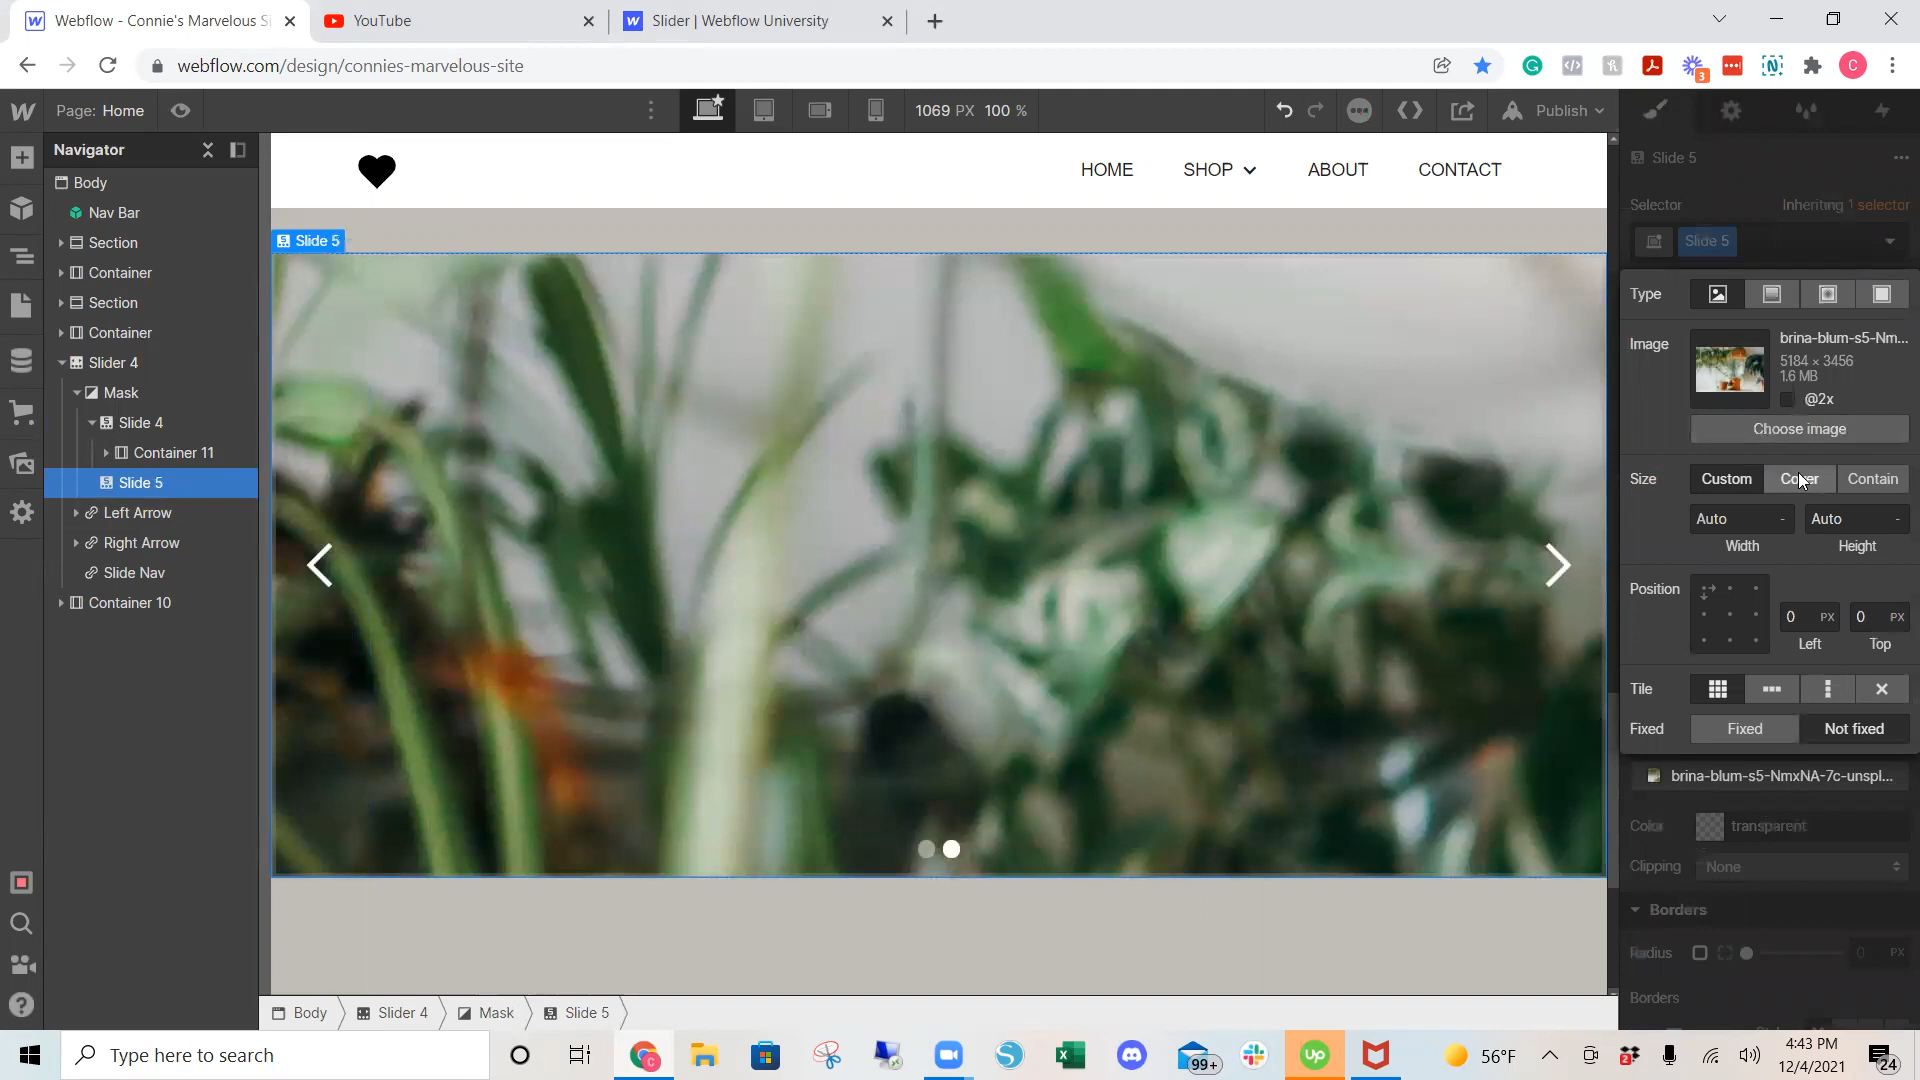 Webflow - Connie's Marvelous Si
YouTube
Slider | Webflow University
webflow.com/design/connies-marvelous-site
3
C
Page: Home
1069 PX 100 %
Publish
Navigator
Body
Nav Bar
Section
Container
Section
Container
Slider 4
Mask
Slide 4
Container 11
Slide 5
Left Arrow
Right Arrow
Slide Nav
Container 10
HOME
SHOP
ABOUT
CONTACT
Slide 5
Slide 5
Selector
Inheriting 1 selector
Slide 5
Type
Image
brina-blum-s5-Nm...
5184 × 3456
1.6 MB
@2x
Choose image
Size
Custom
Cover
Contain
Auto -
Auto -
Width
Height
Position
0 PX
0 PX
Left
Top
Tile
Fixed
Fixed
Not fixed
brina-blum-s5-NmxNA-7c-unspl...
Color
transparent
Clipping
None
Borders
Radius
0 PX
Borders
Body
Slider 4
Mask
Slide 5
Type here to search
99+
56°F
2
4:43 PM
12/4/2021
24